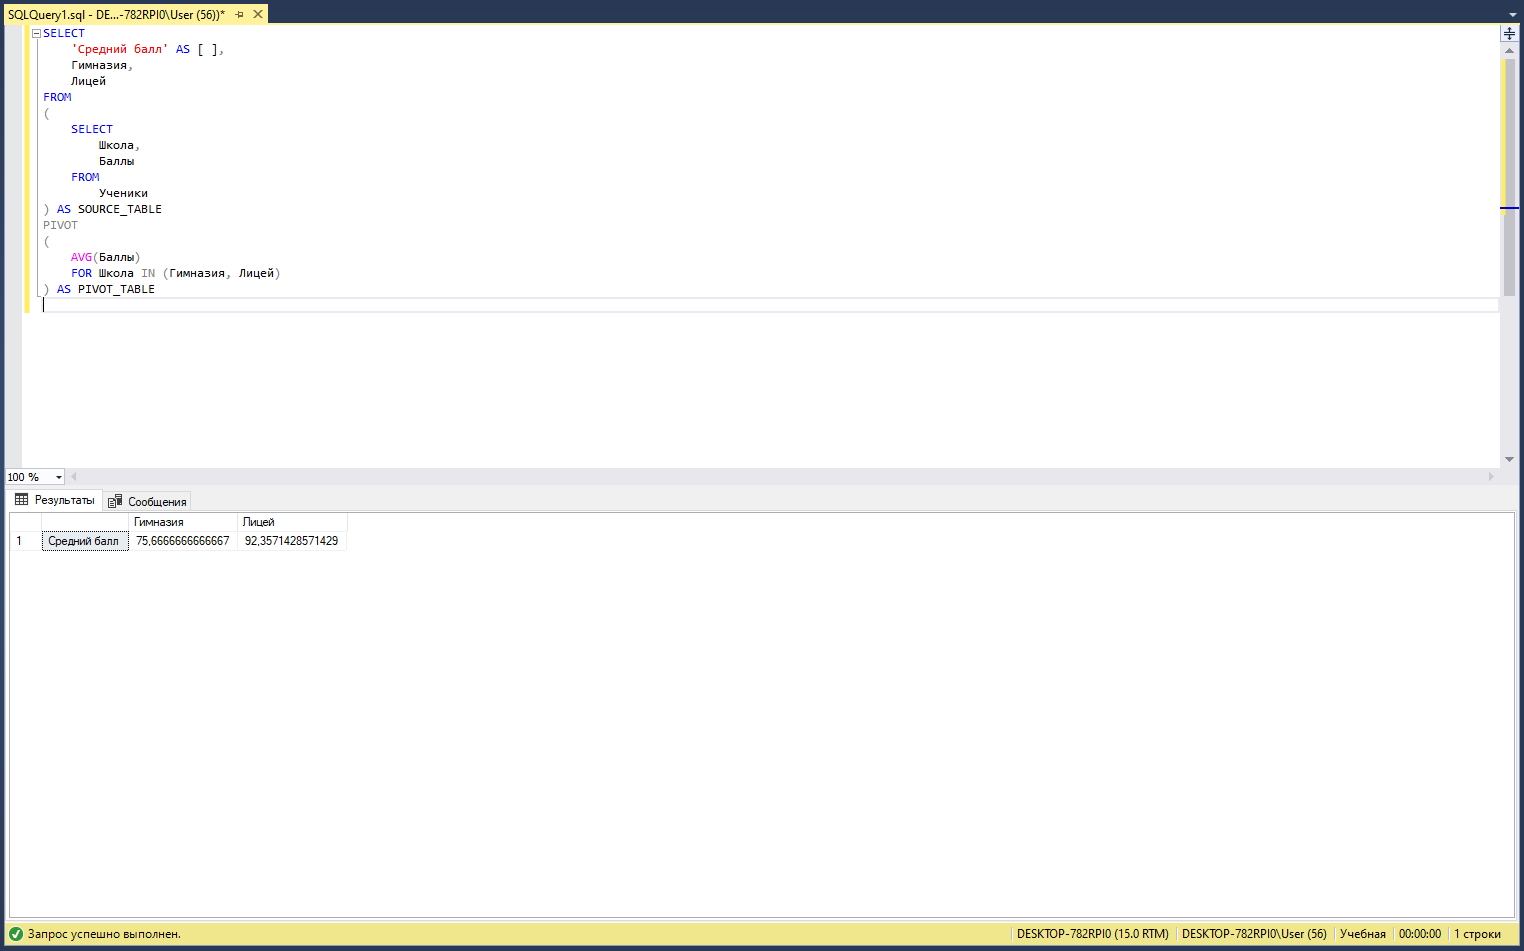 SQLQuery1.sql - DE...-782RPI0\User (56))*
SELECT
'Средний балл' AS [ ],
Гимназия,
Лицей
FROM
(
SELECT
Школа,
Баллы
FROM
Ученики
) AS SOURCE_TABLE
PIVOT
(
AVG(Баллы)
FOR Школа IN (Гимназия, Лицей)
) AS PIVOT_TABLE
100 %
Результаты Сообщения
Гимназия Лицей
1 Средний балл 75,6666666666667 92,3571428571429
Запрос успешно выполнен. DESKTOP-782RPI0 (15.0 RTM) DESKTOP-782RPI0\User (56) Учебная 00:00:00 1 строки